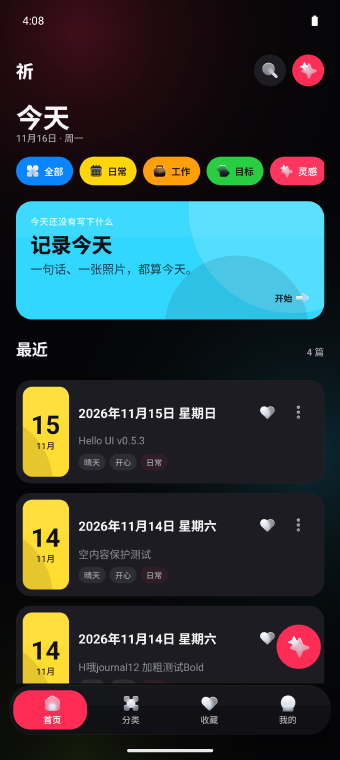 4:08
祈
今天
11月16日 · 周一
全部 日常 工作 目标 灵感
今天还没有写下什么
记录今天
一句话、一张照片，都算今天。
开始
最近
4 篇
15
11月
2026年11月15日 星期日
Hello UI v0.5.3
晴天 开心 日常
14
11月
2026年11月14日 星期六
空内容保护测试
晴天 开心 日常
14
11月
2026年11月14日 星期六
H哦journal12 加粗测试Bold
首页 分类 收藏 我的